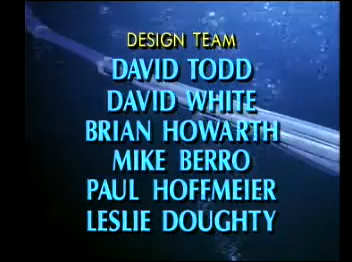 DESIGN TEAM
DAVID TODD
DAVID WHITE
BRIAN HOWARTH
MIKE BERRO
PAUL HOFFMEIER
LESLIE DOUGHTY